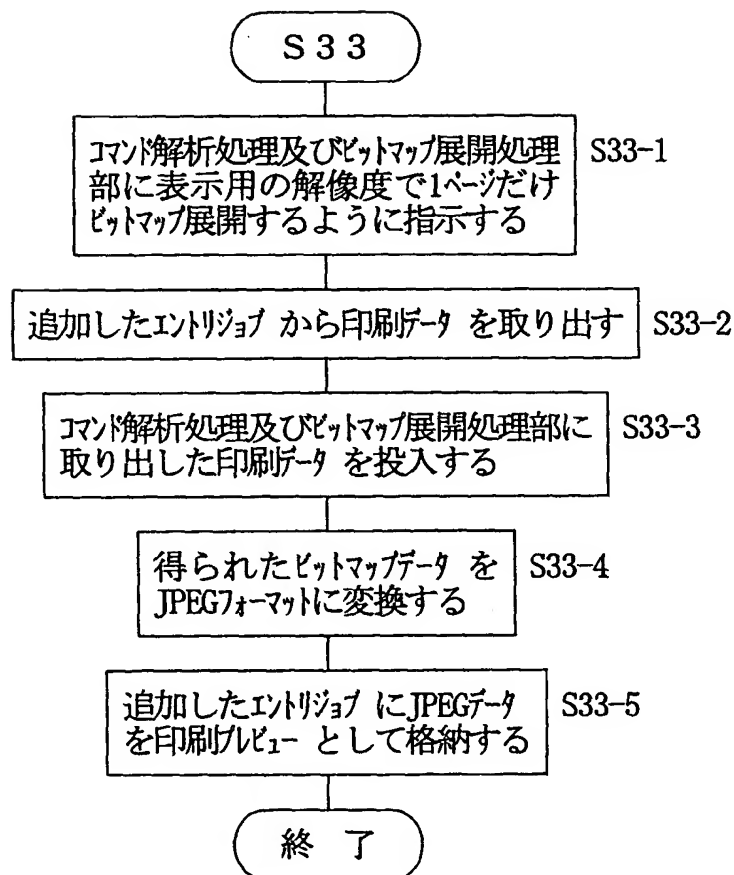 S33
コマンド解析処理及びビットマップ展開処理
部に表示用の解像度で1ページだけ
ビットマップ展開するように指示する
S33-1
追加したエントリジョブ から印刷データ を取り出す
S33-2
コマンド解析処理及びビットマップ展開処理部に
取り出した印刷データ を投入する
S33-3
得られたビットマップデータ を
JPEGフォーマットに変換する
S33-4
追加したエントリジョブ にJPEGデータ
を印刷プレビュー として格納する
S33-5
終 了